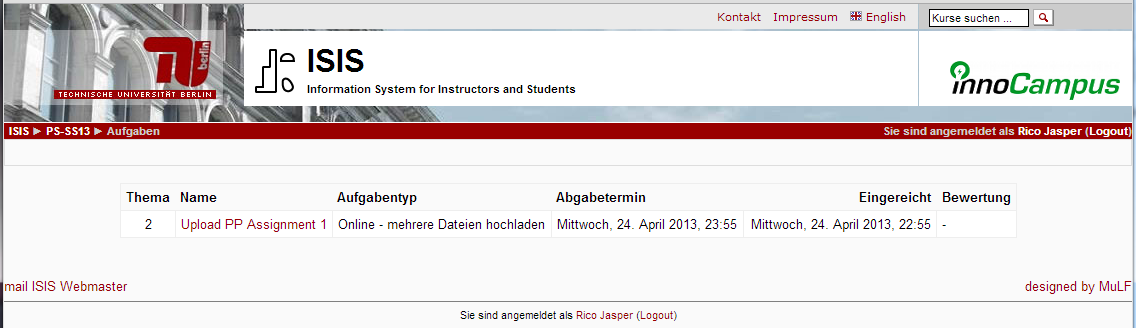 Kontakt Impressum English Kurse suchen ...
berlin
TECHNISCHE UNIVERSITÄT BERLIN
ISIS
Information System for Instructors and Students
innoCampus
ISIS ► PS-SS13 ► Aufgaben Sie sind angemeldet als Rico Jasper (Logout)
Thema Name Aufgabentyp Abgabetermin Eingereicht Bewertung
2 Upload PP Assignment 1 Online - mehrere Dateien hochladen Mittwoch, 24. April 2013, 23:55 Mittwoch, 24. April 2013, 22:55 -
mail ISIS Webmaster designed by MuLF
Sie sind angemeldet als Rico Jasper (Logout)